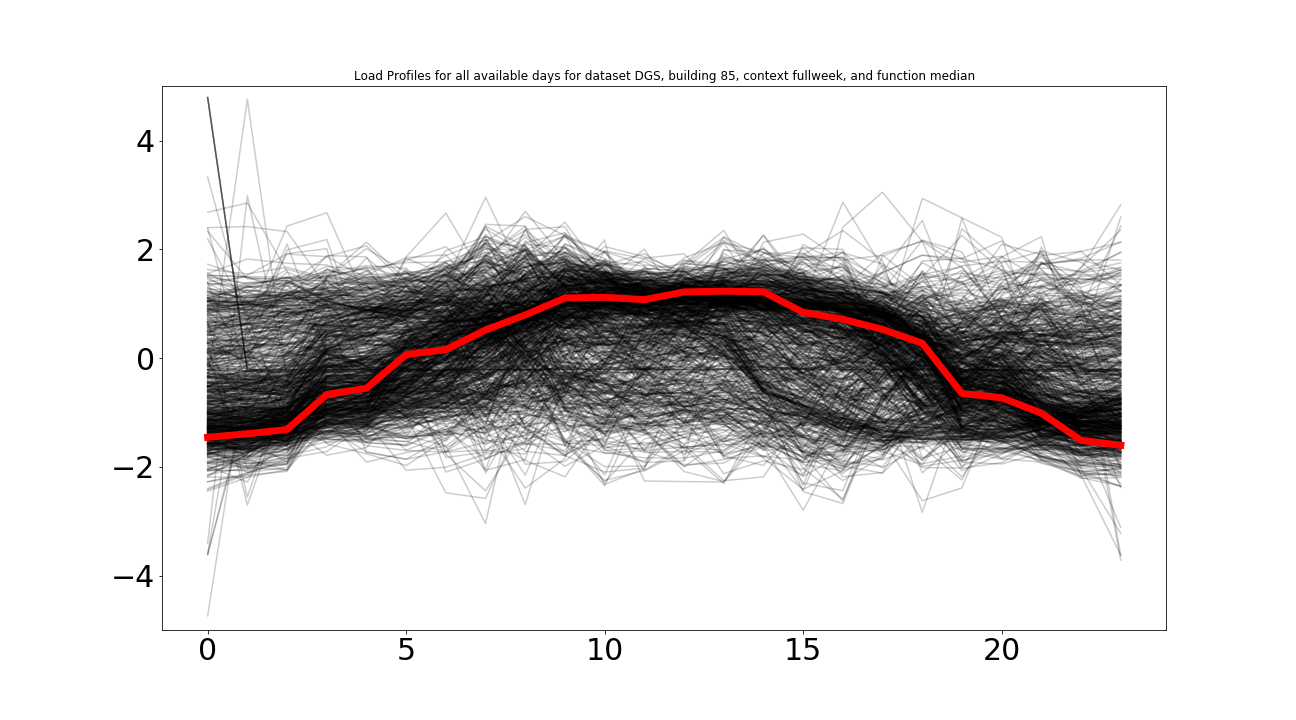 Load Profiles for all available days for dataset DGS, building 85, context fullweek, and function median
4
2
0
−2
−4
0 5 10 15 20